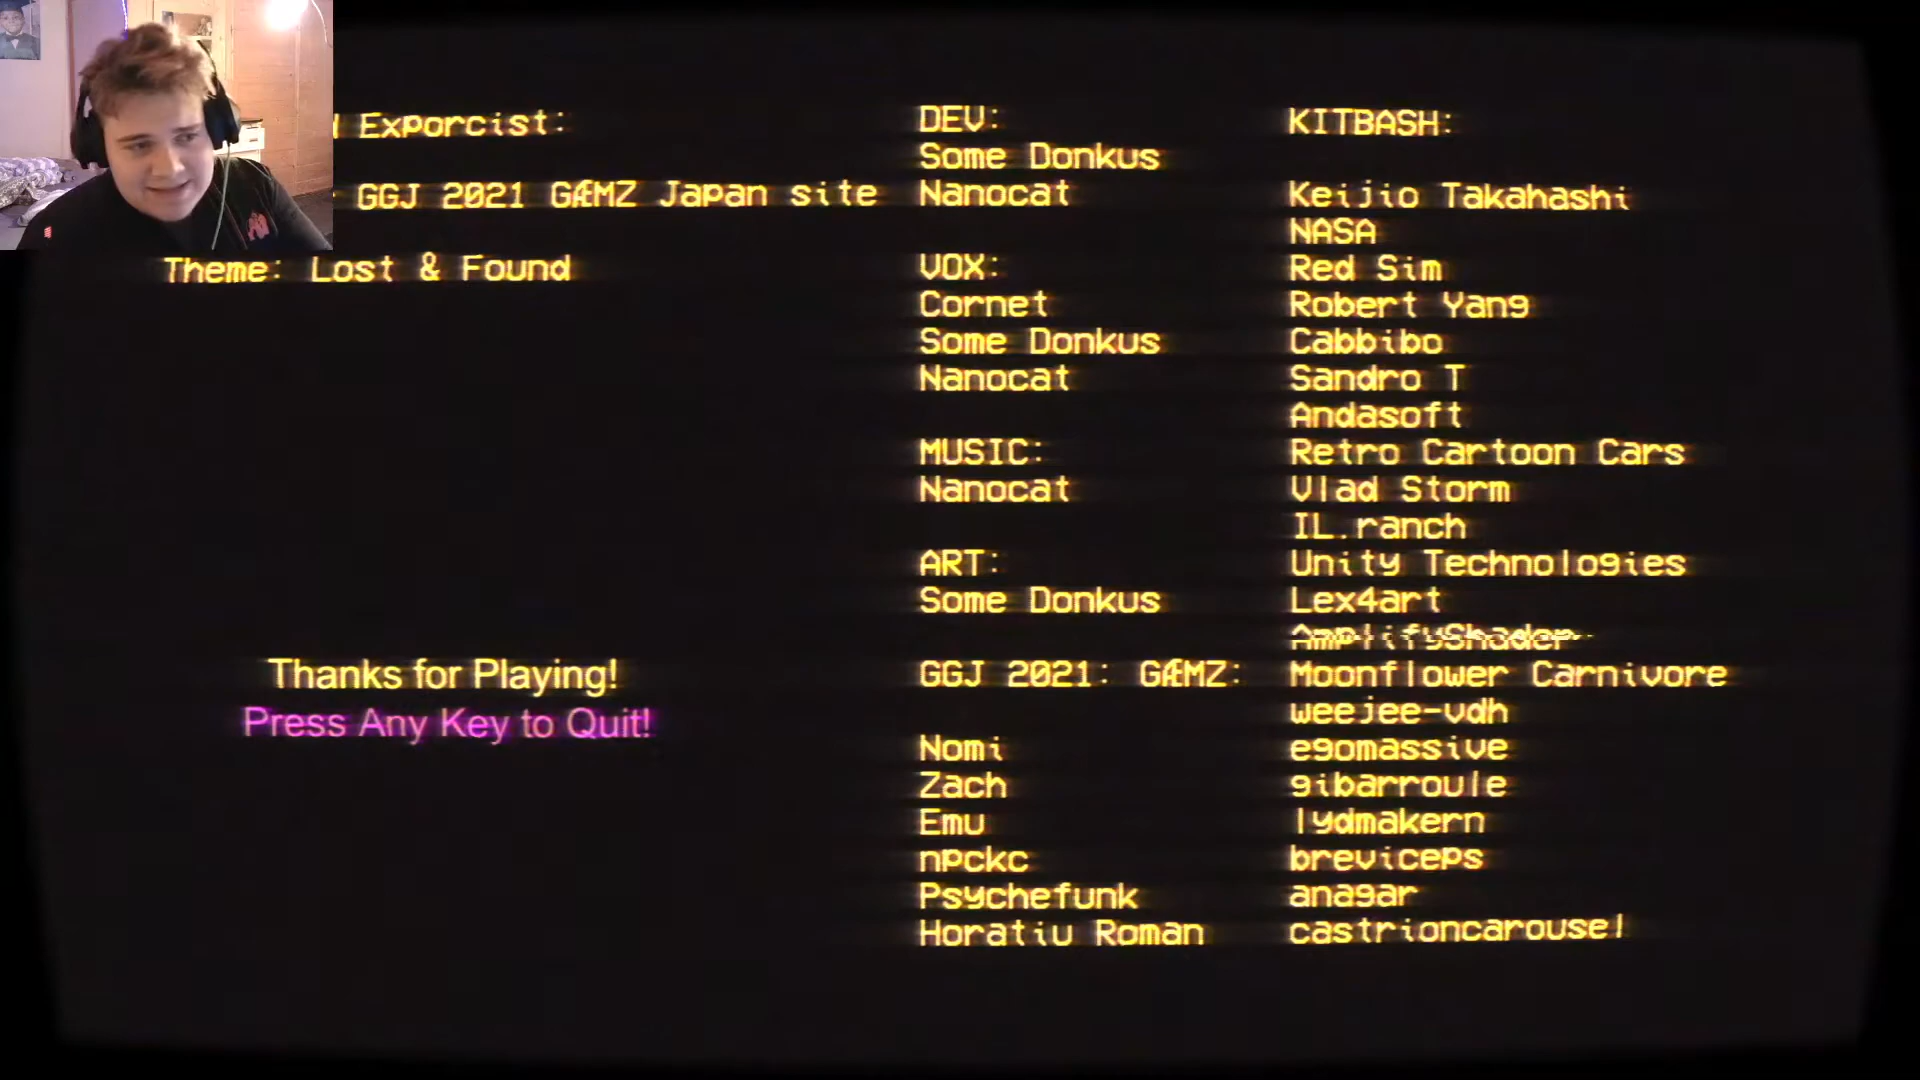 Exporcist:
GGJ 2021 GÆMZ Japan site
Theme: Lost & Found
Thanks for Playing!
Press Any Key to Quit!
DEV:
Some Donkus
Nanocat
VOX:
Cornet
Some Donkus
Nanocat
MUSIC:
Nanocat
ART:
Some Donkus
GGJ 2021: GÆMZ:
Nomi
Zach
Emu
npckc
Psychefunk
Horatiu Roman
KITBASH:
Keijio Takahashi
NASA
Red Sim
Robert Yang
Cabbibo
Sandro T
Andasoft
Retro Cartoon Cars
Vlad Storm
IL.ranch
Unity Technologies
Lex4art
AmplifyShader
Moonflower Carnivore
weejee-vdh
egomassive
gibarroule
lydmakern
breviceps
anagar
castrioncarousel